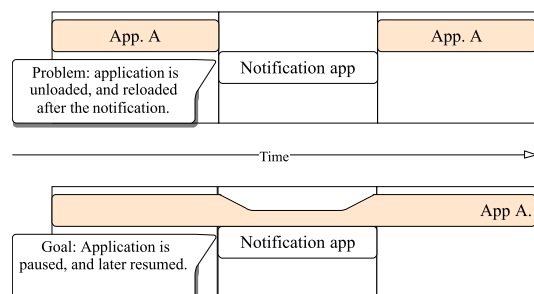 App. A
App. A
Notification app
Problem: application is
unloaded, and reloaded
after the notification.
Time
App A.
Notification app
Goal: Application is
paused, and later resumed.